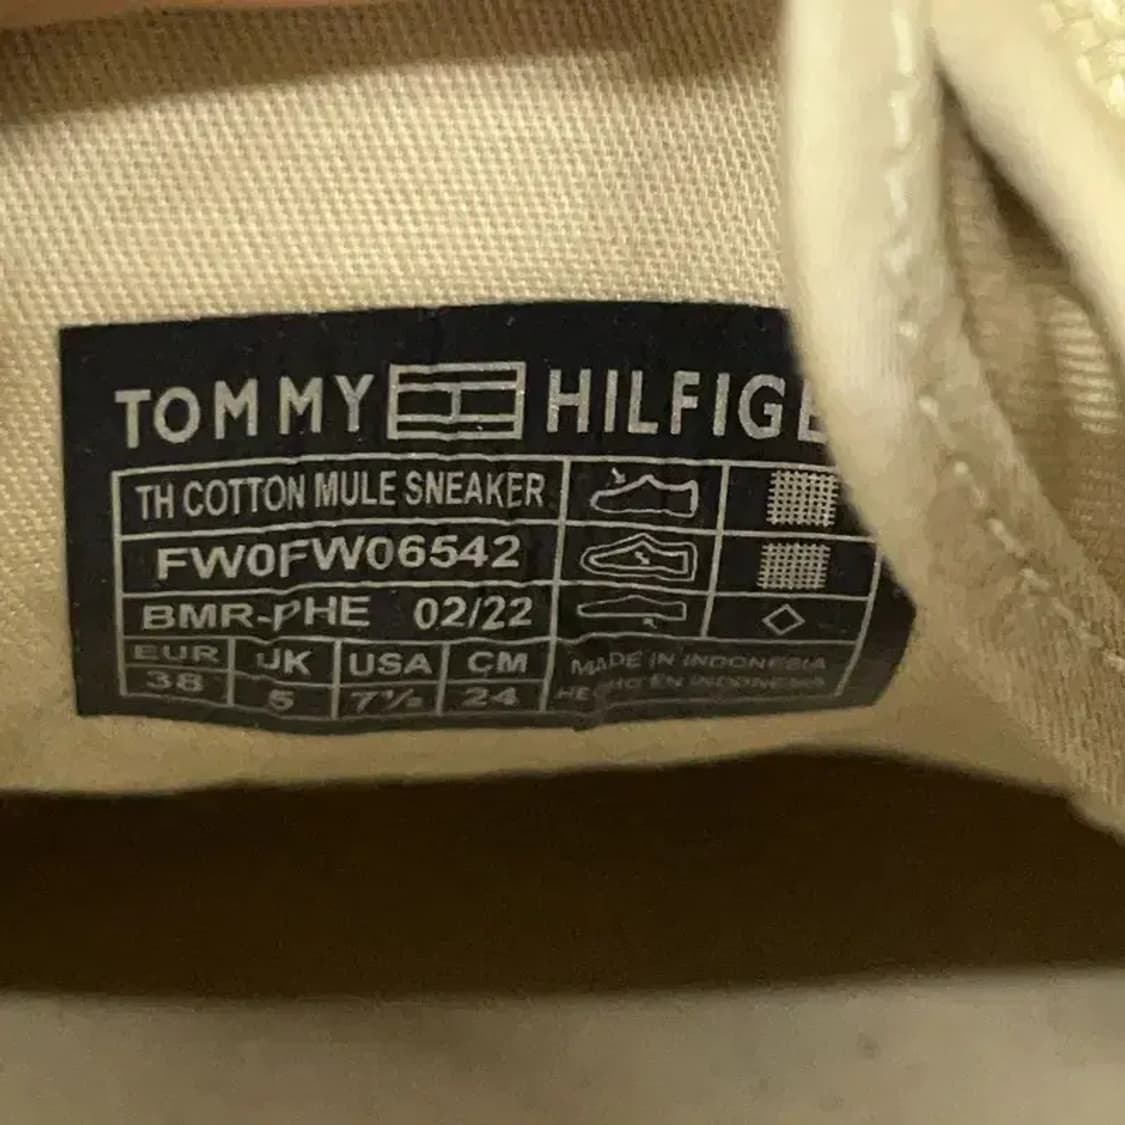 TOMMY HILFIGE
TH COTTON MULE SNEAKER
FW0FW06542
BMR-PHE 02/22
EUR UK USA CM
38 5 7½ 24
MADE IN INDONESIA
HECHO EN INDONESIA